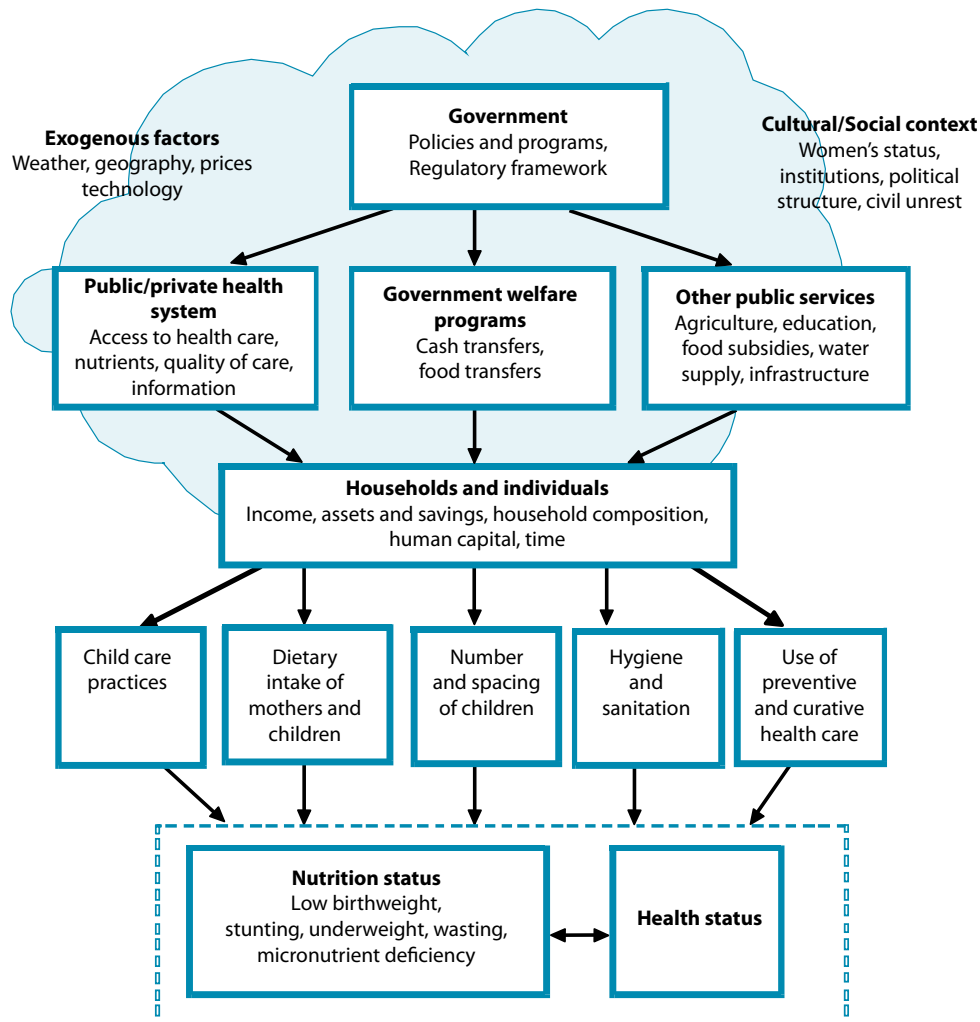 Government
Policies and programs,
Regulatory framework
Exogenous factors
Weather, geography, prices
technology
Cultural/Social context
Women's status,
institutions, political
structure, civil unrest
Public/private health
system
Access to health care,
nutrients, quality of care,
information
Government welfare
programs
Cash transfers,
food transfers
Other public services
Agriculture, education,
food subsidies, water
supply, infrastructure
Households and individuals
Income, assets and savings, household composition,
human capital, time
Child care
practices
Dietary
intake of
mothers and
children
Number
and spacing
of children
Hygiene
and
sanitation
Use of
preventive
and curative
health care
Nutrition status
Low birthweight,
stunting, underweight, wasting,
micronutrient deficiency
Health status